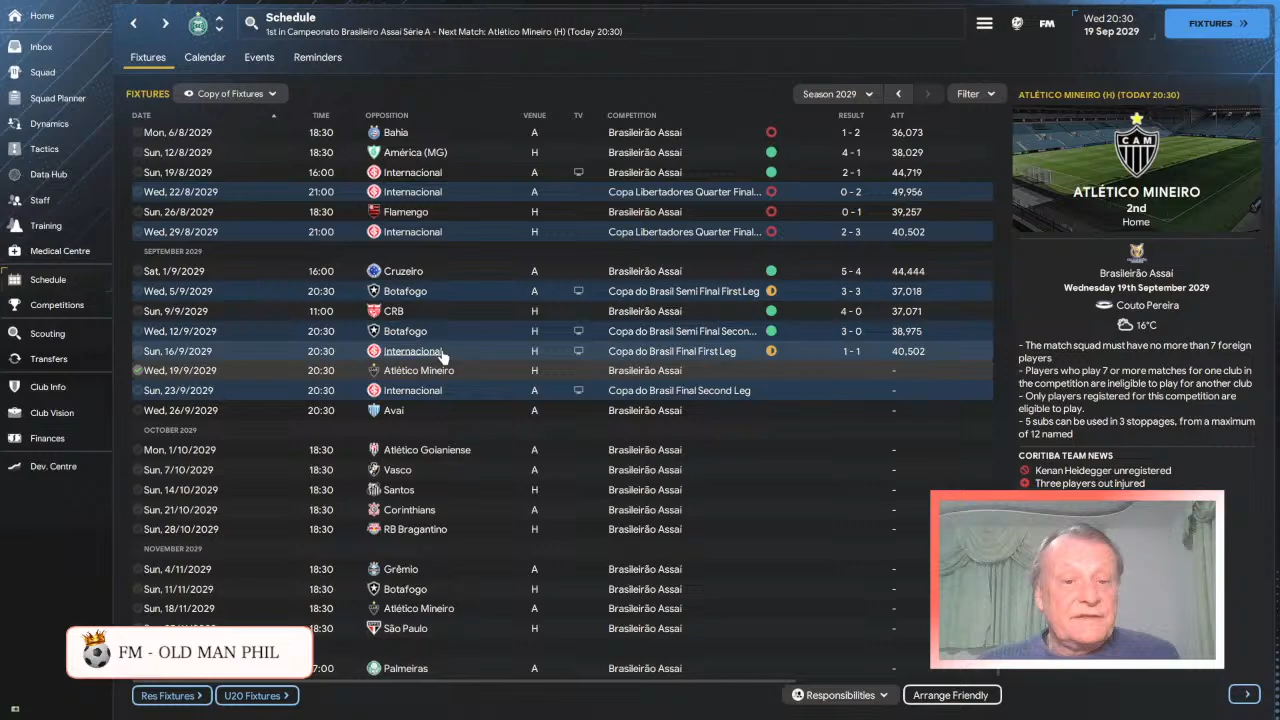 Home
Inbox
Squad
Squad Planner
Dynamics
Tactics
Data Hub
Staff
Training
Medical Centre
Schedule
Competitions
Scouting
Transfers
Club Info
Club Vision
Finances
Dev. Centre
Schedule
1st in Campeonato Brasileiro Assaí Série A - Next Match: Atlético Mineiro (H) (Today 20:30)
FM
Wed 20:30
19 Sep 2029
FIXTURES
Fixtures Calendar Events Reminders
FIXTURES Copy of Fixtures Season 2029 Filter
DATE TIME OPPOSITION VENUE TV COMPETITION RESULT ATT
Mon, 6/8/2029 18:30 Bahia A Brasileirão Assaí 1 - 2 36,073
Sun, 12/8/2029 18:30 América (MG) H Brasileirão Assaí 4 - 1 38,029
Sun, 19/8/2029 16:00 Internacional A Brasileirão Assaí 2 - 1 44,719
Wed, 22/8/2029 21:00 Internacional A Copa Libertadores Quarter Final... 0 - 2 49,956
Sun, 26/8/2029 18:30 Flamengo H Brasileirão Assaí 0 - 1 39,257
Wed, 29/8/2029 21:00 Internacional H Copa Libertadores Quarter Final... 2 - 3 40,502
SEPTEMBER 2029
Sat, 1/9/2029 16:00 Cruzeiro A Brasileirão Assaí 5 - 4 44,444
Wed, 5/9/2029 20:30 Botafogo A Copa do Brasil Semi Final First Leg 3 - 3 37,018
Sun, 9/9/2029 11:00 CRB H Brasileirão Assaí 4 - 0 37,071
Wed, 12/9/2029 20:30 Botafogo H Copa do Brasil Semi Final Secon... 3 - 0 38,975
Sun, 16/9/2029 20:30 Internacional H Copa do Brasil Final First Leg 1 - 1 40,502
Wed, 19/9/2029 20:30 Atlético Mineiro H Brasileirão Assaí -
Sun, 23/9/2029 20:30 Internacional A Copa do Brasil Final Second Leg -
Wed, 26/9/2029 20:30 Avaí A Brasileirão Assaí -
OCTOBER 2029
Mon, 1/10/2029 18:30 Atlético Goianiense H Brasileirão Assaí -
Sun, 7/10/2029 18:30 Vasco A Brasileirão Assaí -
Sun, 14/10/2029 18:30 Santos H Brasileirão Assaí -
Sun, 21/10/2029 18:30 Corinthians A Brasileirão Assaí -
Sun, 28/10/2029 18:30 RB Bragantino H Brasileirão Assaí -
NOVEMBER 2029
Sun, 4/11/2029 18:30 Grêmio A Brasileirão Assaí -
Sun, 11/11/2029 18:30 Botafogo H Brasileirão Assaí -
Sun, 18/11/2029 18:30 Atlético Mineiro A Brasileirão Assaí -
18:30 São Paulo H Brasileirão Assaí -
7:00 Palmeiras A Brasileirão Assaí -
Res Fixtures U20 Fixtures Responsibilities Arrange Friendly
ATLÉTICO MINEIRO (H) (TODAY 20:30)
CAM
ATLÉTICO MINEIRO
2nd
Home
Brasileirão Assaí
Wednesday 19th September 2029
Couto Pereira
16°C
- The match squad must have no more than 7 foreign
players
- Players who play 7 or more matches for one club in
the competition are ineligible to play for another club
- Only players registered for this competition are
eligible to play.
- 5 subs can be used in 3 stoppages, from a maximum
of 12 named
CORITIBA TEAM NEWS
Kenan Heidegger unregistered
Three players out injured
FM - OLD MAN PHIL